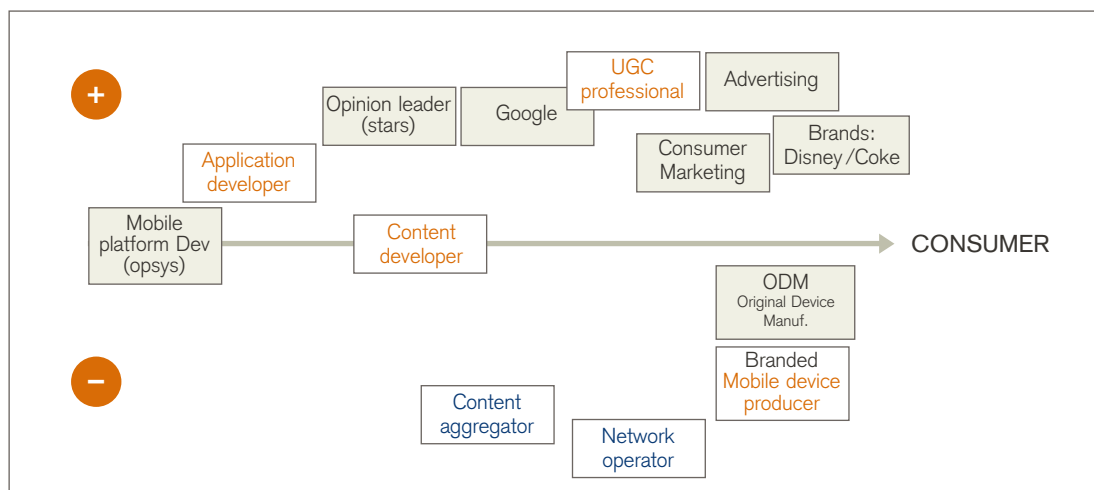 +
UGC
professional
Advertising
Opinion leader
(stars)
Google
Brands:
Disney/Coke
Consumer
Marketing
Application
developer
Mobile
platform Dev
(opsys)
Content
developer
CONSUMER
ODM
Original Device
Manuf.
−
Branded
Mobile device
producer
Content
aggregator
Network
operator